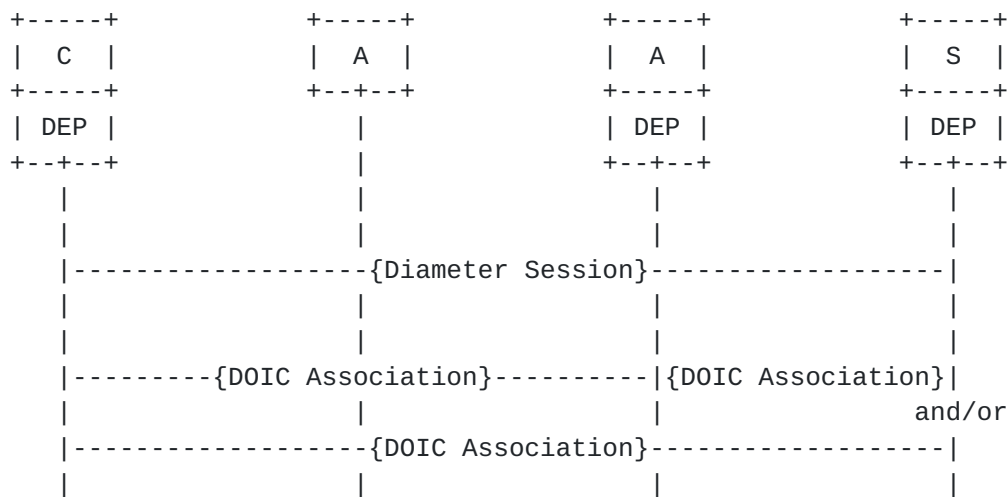 +-----+            +-----+             +-----+            +-----+
|  C  |            |  A  |             |  A  |            |  S  |
+-----+            +--+--+             +-----+            +-----+
| DEP |               |                | DEP |            | DEP |
+--+--+               |                +--+--+            +--+--+
   |                  |                   |                  |
   |                  |                   |                  |
   |-------------------{Diameter Session}-------------------|
   |                  |                   |                  |
   |                  |                   |                  |
   |---------{DOIC Association}----------|{DOIC Association}|
   |                  |                   |                and/or
   |-------------------{DOIC Association}-------------------|
   |                  |                   |                  |